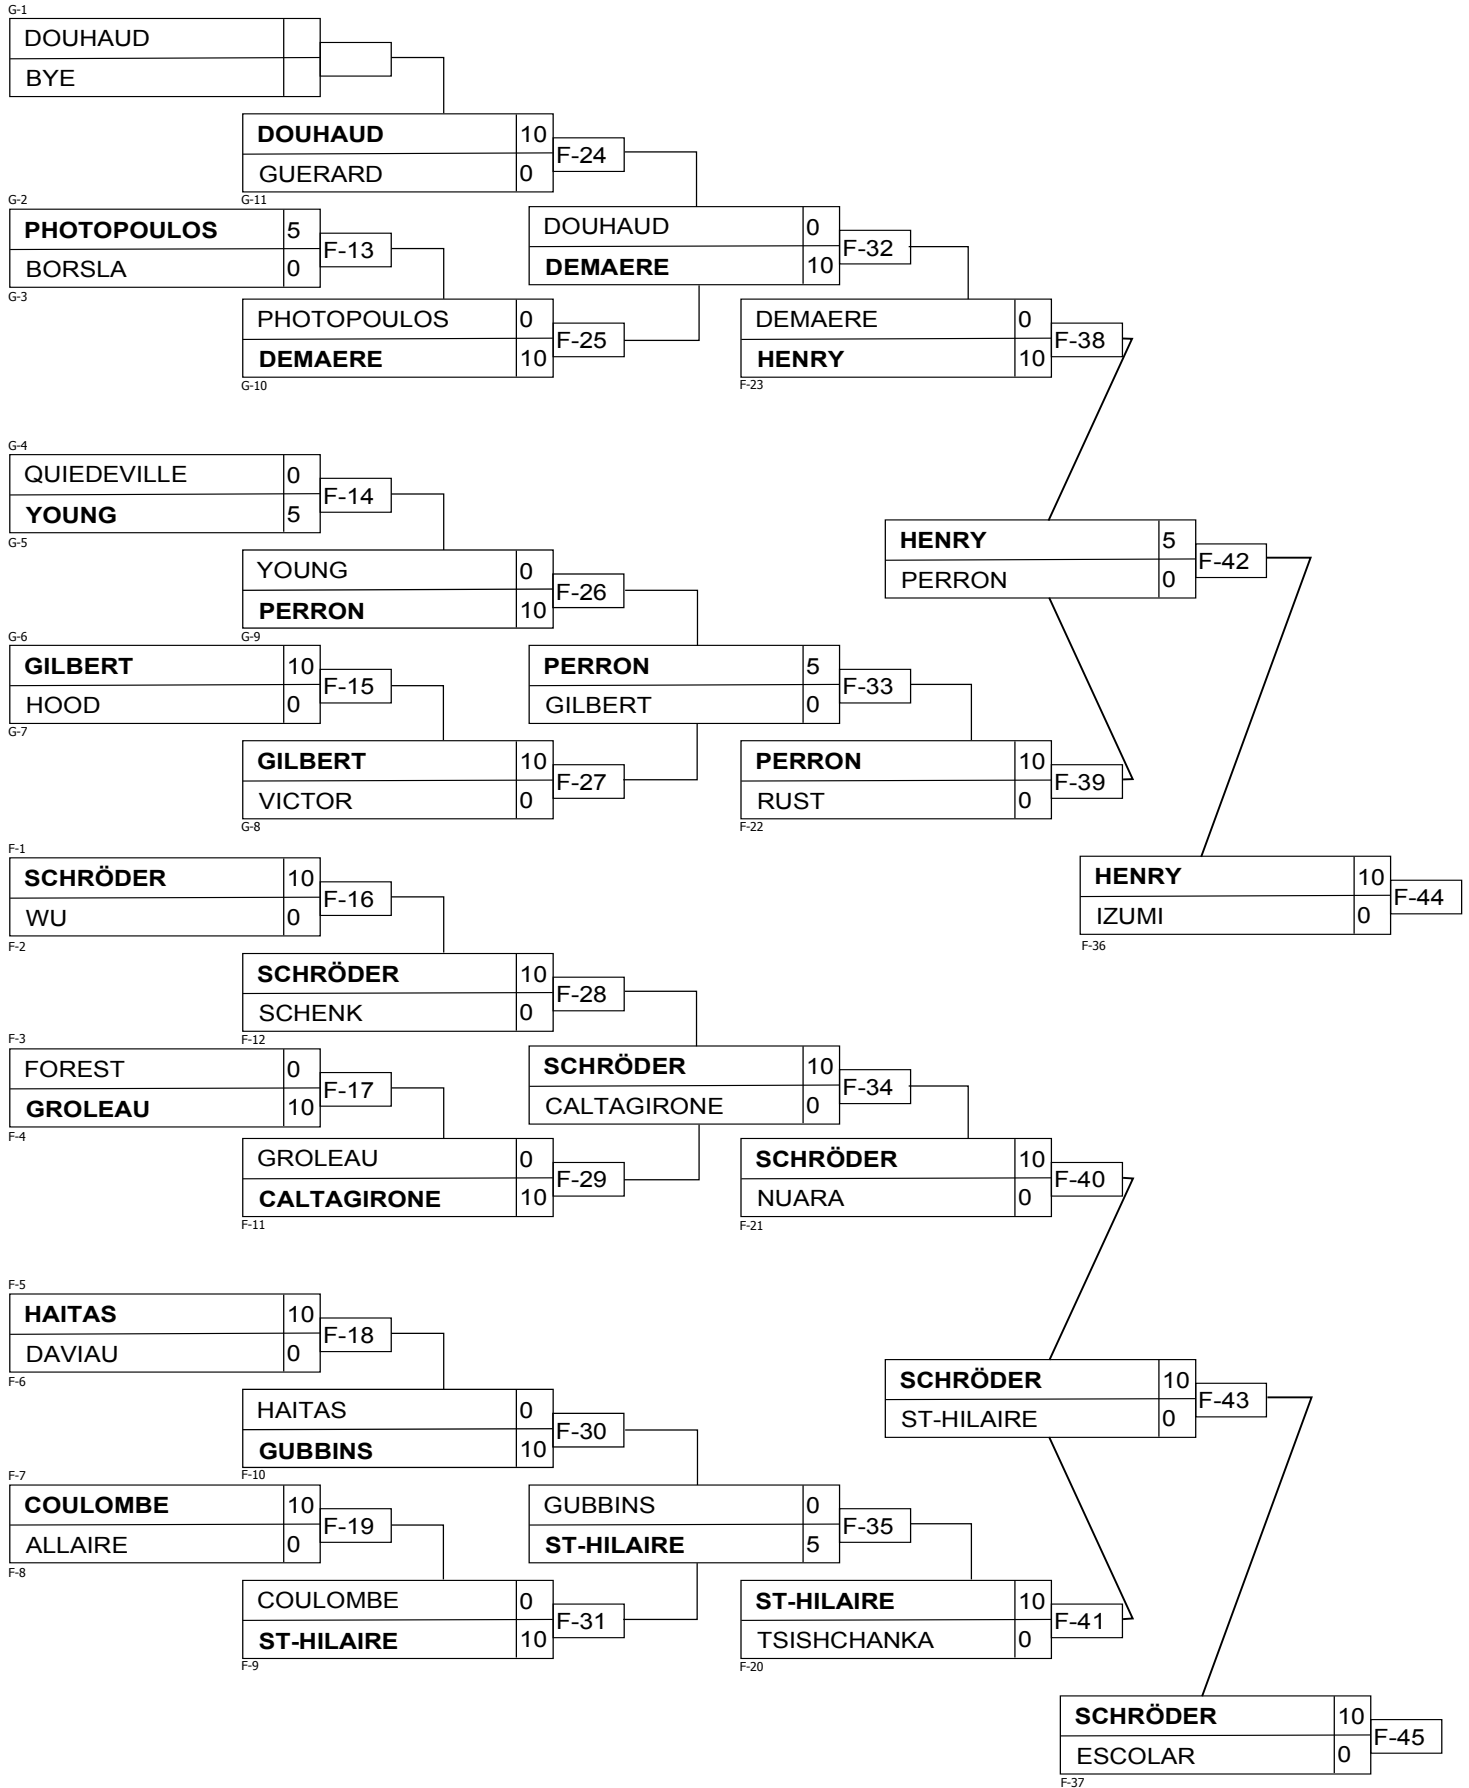 G-1
DOUHAUD
BYE
DOUHAUD 10
GUERARD 0
F-24
G-11
G-2
PHOTOPOULOS 5
BORSLA 0
F-13
G-3
DOUHAUD 0
DEMAERE 10
F-32
PHOTOPOULOS 0
DEMAERE 10
F-25
G-10
DEMAERE 0
HENRY 10
F-38
F-23
G-4
QUIEDEVILLE 0
YOUNG 5
F-14
G-5
HENRY 5
PERRON 0
F-42
YOUNG 0
PERRON 10
F-26
G-9
G-6
GILBERT 10
HOOD 0
F-15
G-7
PERRON 5
GILBERT 0
F-33
GILBERT 10
VICTOR 0
F-27
G-8
PERRON 10
RUST 0
F-39
F-22
F-1
SCHRÖDER 10
WU 0
F-16
F-2
HENRY 10
IZUMI 0
F-44
F-36
SCHRÖDER 10
SCHENK 0
F-28
F-12
F-3
FOREST 0
GROLEAU 10
F-17
F-4
SCHRÖDER 10
CALTAGIRONE 0
F-34
GROLEAU 0
CALTAGIRONE 10
F-29
F-11
SCHRÖDER 10
NUARA 0
F-40
F-21
F-5
HAITAS 10
DAVIAU 0
F-18
F-6
SCHRÖDER 10
ST-HILAIRE 0
F-43
HAITAS 0
GUBBINS 10
F-30
F-10
F-7
COULOMBE 10
ALLAIRE 0
F-19
F-8
GUBBINS 0
ST-HILAIRE 5
F-35
COULOMBE 0
ST-HILAIRE 10
F-31
F-9
ST-HILAIRE 10
TSISHCHANKA 0
F-41
F-20
SCHRÖDER 10
ESCOLAR 0
F-45
F-37